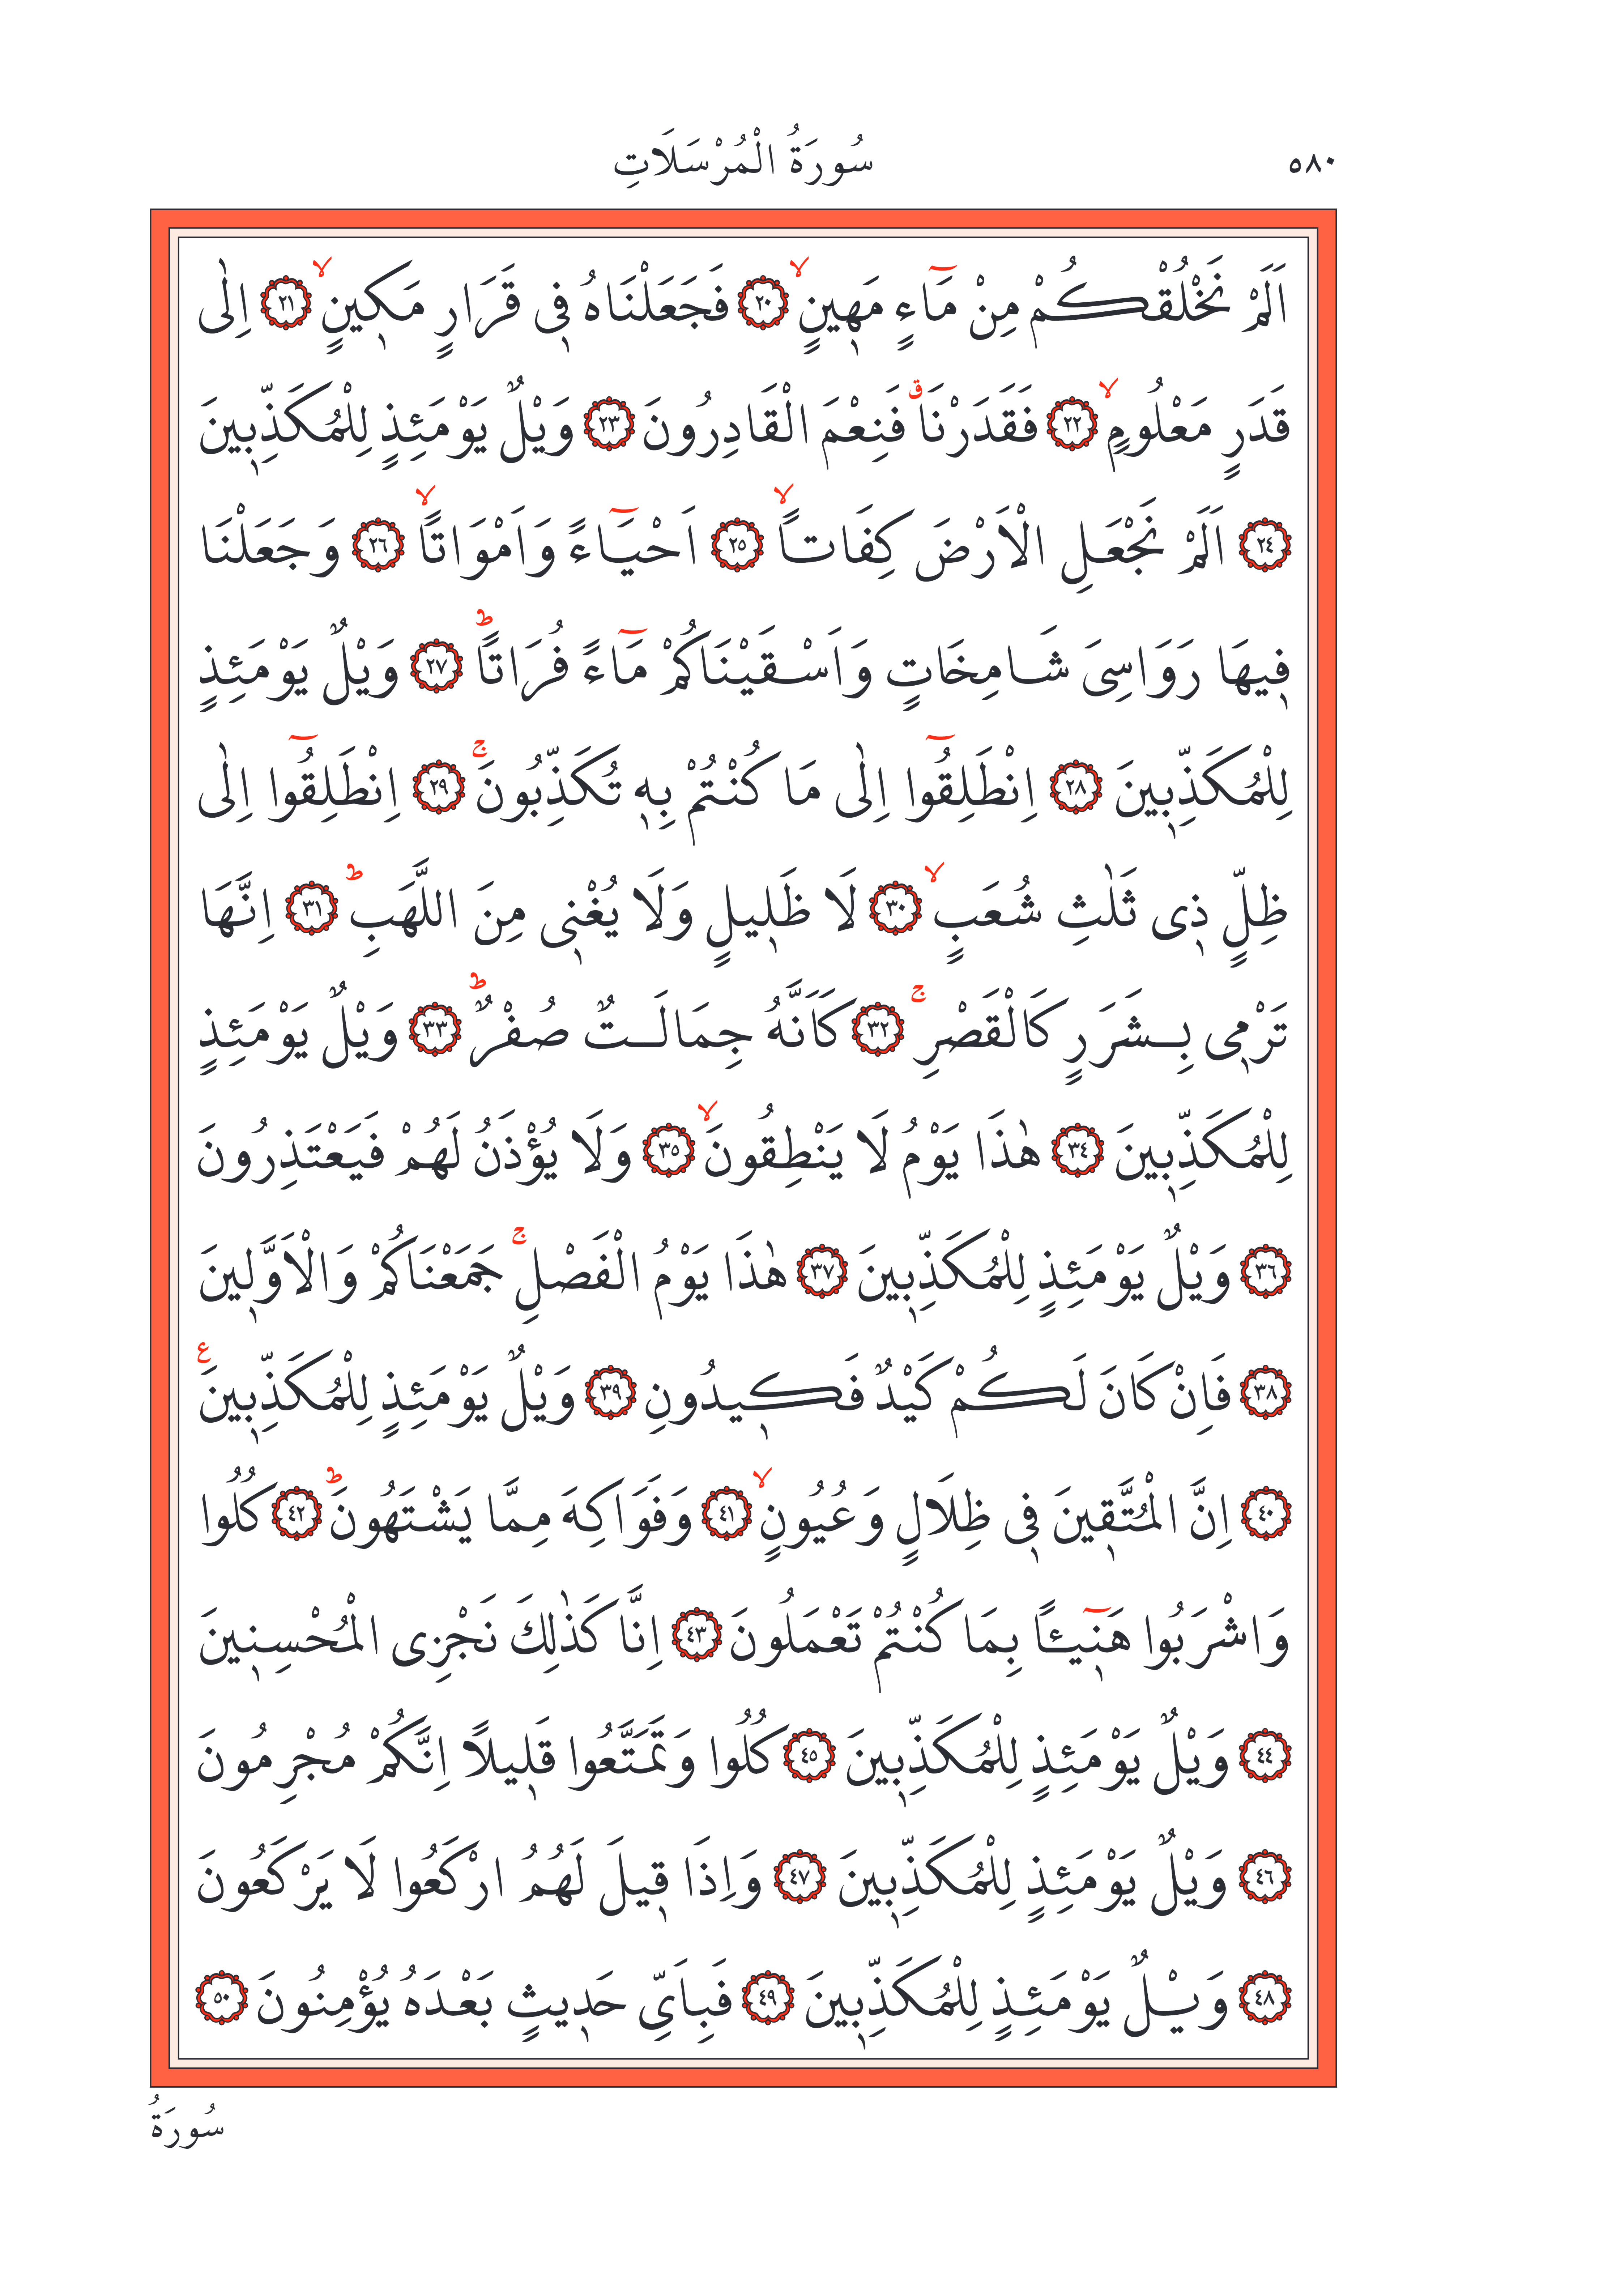 ٥٨٠
سُورَةُ الْمُرْسَلَاتِ
اَلَمْ نَخْلُقْكُمْ مِنْ مَٓاءٍ مَه۪ينٍۙ ﴿٢٠﴾ فَجَعَلْنَاهُ ف۪ى قَرَارٍ مَك۪ينٍۙ ﴿٢١﴾ اِلٰى
قَدَرٍ مَعْلُومٍۙ ﴿٢٢﴾ فَقَدَرْنَاۗ فَنِعْمَ الْقَادِرُونَ ﴿٢٣﴾ وَيْلٌ يَوْمَئِذٍ لِلْمُكَذِّب۪ينَ
﴿٢٤﴾ اَلَمْ نَجْعَلِ الْاَرْضَ كِفَاتًاۙ ﴿٢٥﴾ اَحْيَٓاءً وَاَمْوَاتًاۙ ﴿٢٦﴾ وَجَعَلْنَا
ف۪يهَا رَوَاسِىَ شَامِخَاتٍ وَاَسْقَيْنَاكُمْ مَٓاءً فُرَاتًاۜ ﴿٢٧﴾ وَيْلٌ يَوْمَئِذٍ
لِلْمُكَذِّب۪ينَ ﴿٢٨﴾ اِنْطَلِقُٓوا اِلٰى مَا كُنْتُمْ بِه۪ تُكَذِّبُونَۚ ﴿٢٩﴾ اِنْطَلِقُٓوا اِلٰى
ظِلٍّ ذ۪ى ثَلٰثِ شُعَبٍۙ ﴿٣٠﴾ لَا ظَل۪يلٍ وَلَا يُغْن۪ى مِنَ اللَّهَبِۜ ﴿٣١﴾ اِنَّهَا
تَرْم۪ى بِشَرَرٍ كَالْقَصْرِۚ ﴿٣٢﴾ كَاَنَّهُ جِمَالَتٌ صُفْرٌۜ ﴿٣٣﴾ وَيْلٌ يَوْمَئِذٍ
لِلْمُكَذِّب۪ينَ ﴿٣٤﴾ هٰذَا يَوْمُ لَا يَنْطِقُونَۙ ﴿٣٥﴾ وَلَا يُؤْذَنُ لَهُمْ فَيَعْتَذِرُونَ
﴿٣٦﴾ وَيْلٌ يَوْمَئِذٍ لِلْمُكَذِّب۪ينَ ﴿٣٧﴾ هٰذَا يَوْمُ الْفَصْلِۚ جَمَعْنَاكُمْ وَالْاَوَّل۪ينَ
﴿٣٨﴾ فَاِنْ كَانَ لَكُمْ كَيْدٌ فَك۪يدُونِ ﴿٣٩﴾ وَيْلٌ يَوْمَئِذٍ لِلْمُكَذِّب۪ينَ ع
﴿٤٠﴾ اِنَّ الْمُتَّق۪ينَ ف۪ى ظِلَالٍ وَعُيُونٍۙ ﴿٤١﴾ وَفَوَاكِهَ مِمَّا يَشْتَهُونَۜ ﴿٤٢﴾ كُلُوا
وَاشْرَبُوا هَن۪ٓيـًٔا بِمَا كُنْتُمْ تَعْمَلُونَ ﴿٤٣﴾ اِنَّا كَذٰلِكَ نَجْزِى الْمُحْسِن۪ينَ
﴿٤٤﴾ وَيْلٌ يَوْمَئِذٍ لِلْمُكَذِّب۪ينَ ﴿٤٥﴾ كُلُوا وَتَمَتَّعُوا قَل۪يلًا اِنَّكُمْ مُجْرِمُونَ
﴿٤٦﴾ وَيْلٌ يَوْمَئِذٍ لِلْمُكَذِّب۪ينَ ﴿٤٧﴾ وَاِذَا ق۪يلَ لَهُمُ ارْكَعُوا لَا يَرْكَعُونَ
﴿٤٨﴾ وَيْلٌ يَوْمَئِذٍ لِلْمُكَذِّب۪ينَ ﴿٤٩﴾ فَبِاَىِّ حَد۪يثٍ بَعْدَهُ يُؤْمِنُونَ ﴿٥٠﴾
سُورَةُ